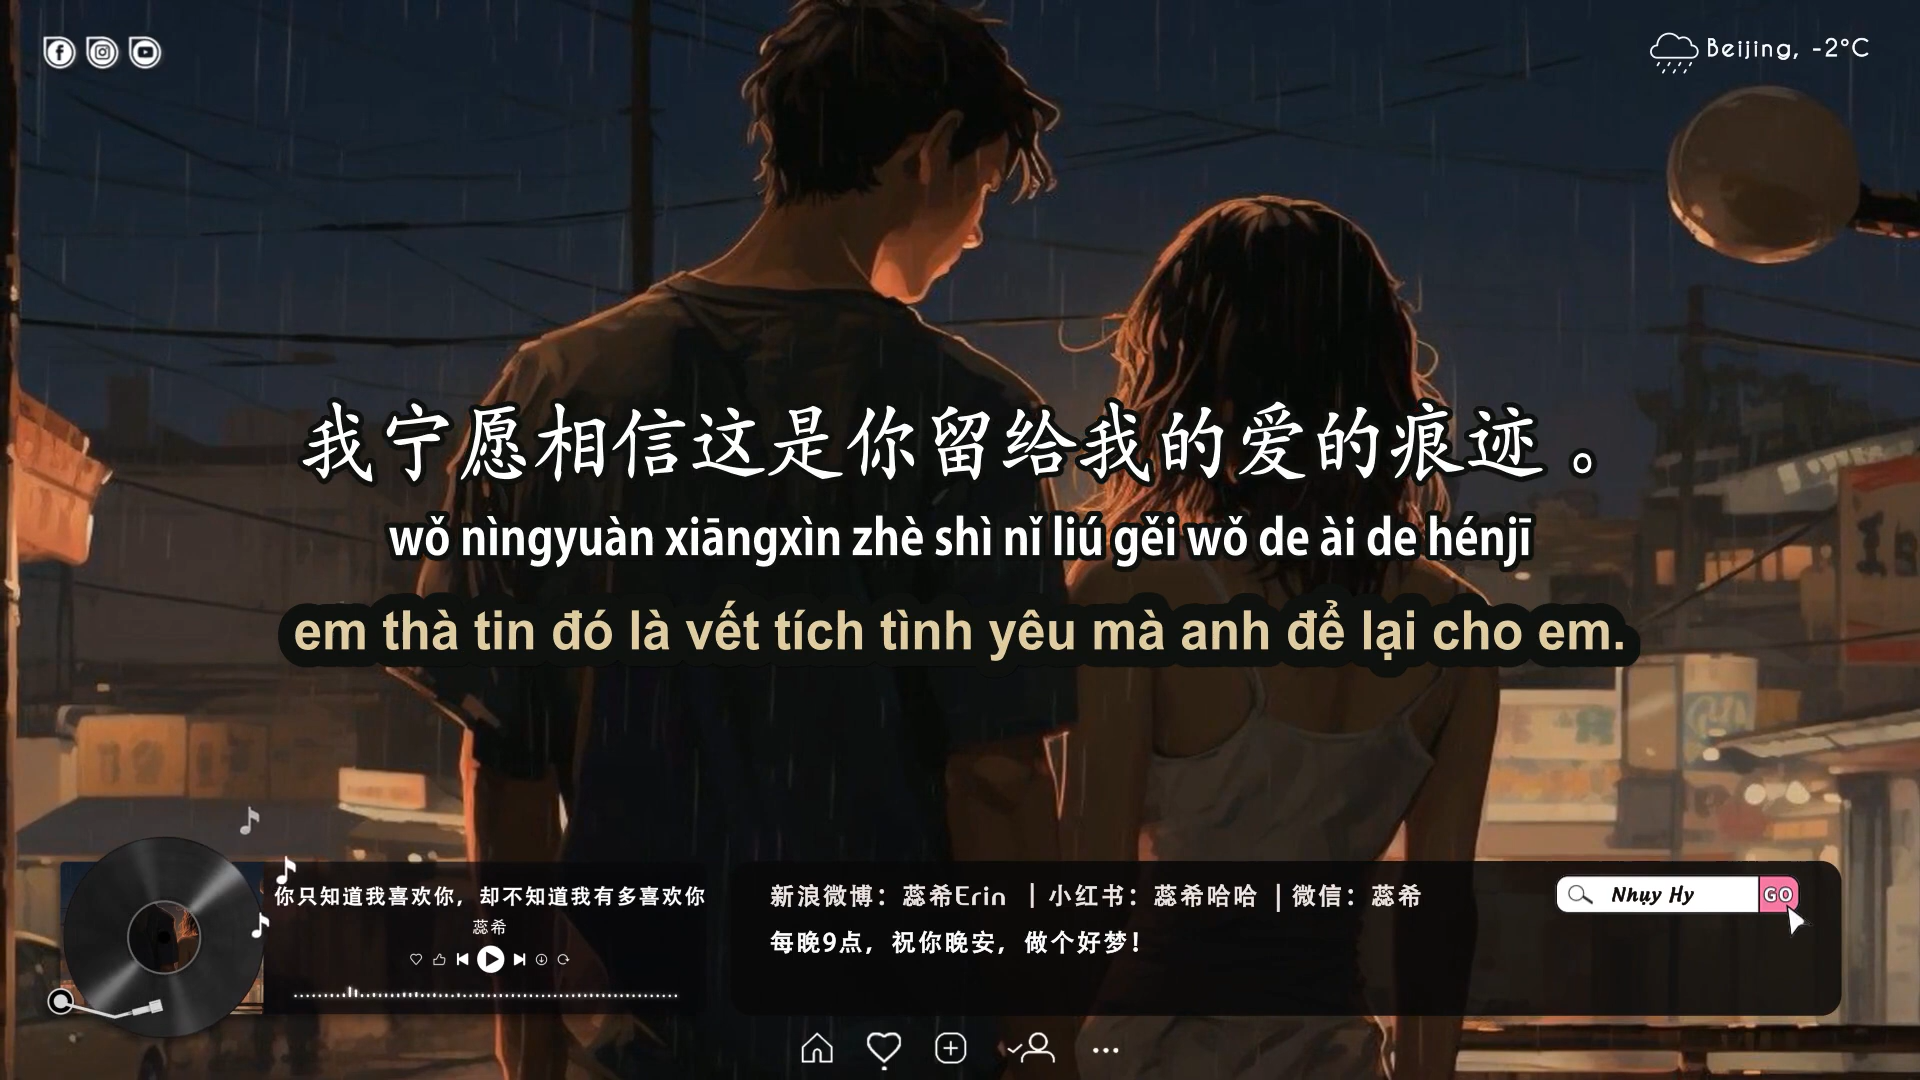 Beijing, -2°C
我宁愿相信这是你留给我的爱的痕迹。
wǒ nìngyuàn xiāngxìn zhè shì nǐ liú gěi wǒ de ài de hénjī
em thà tin đó là vết tích tình yêu mà anh để lại cho em.
你只知道我喜欢你，却不知道我有多喜欢你
蕊希
新浪微博：蕊希Erin ｜小红书：蕊希哈哈 ｜微信：蕊希
每晚9点，祝你晚安，做个好梦！
Nhụy Hy
GO